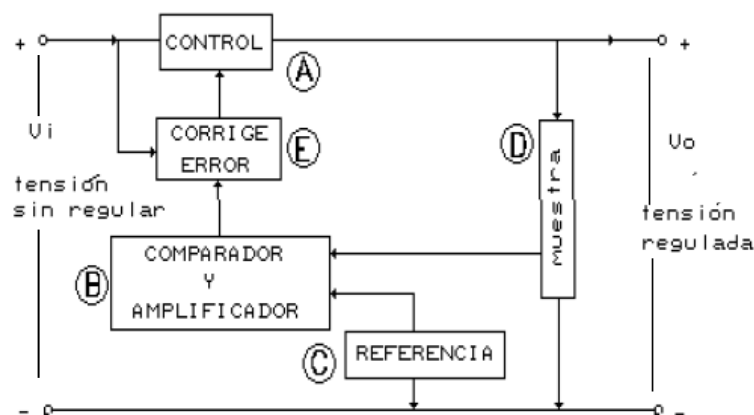 +
CONTROL
+
A
Vi
CORRIGE
ERROR
E
D
muestra
Vo
tensión
sin regular
tensión
regulada
B
COMPARADOR
Y
AMPLIFICADOR
C
REFERENCIA
-
-